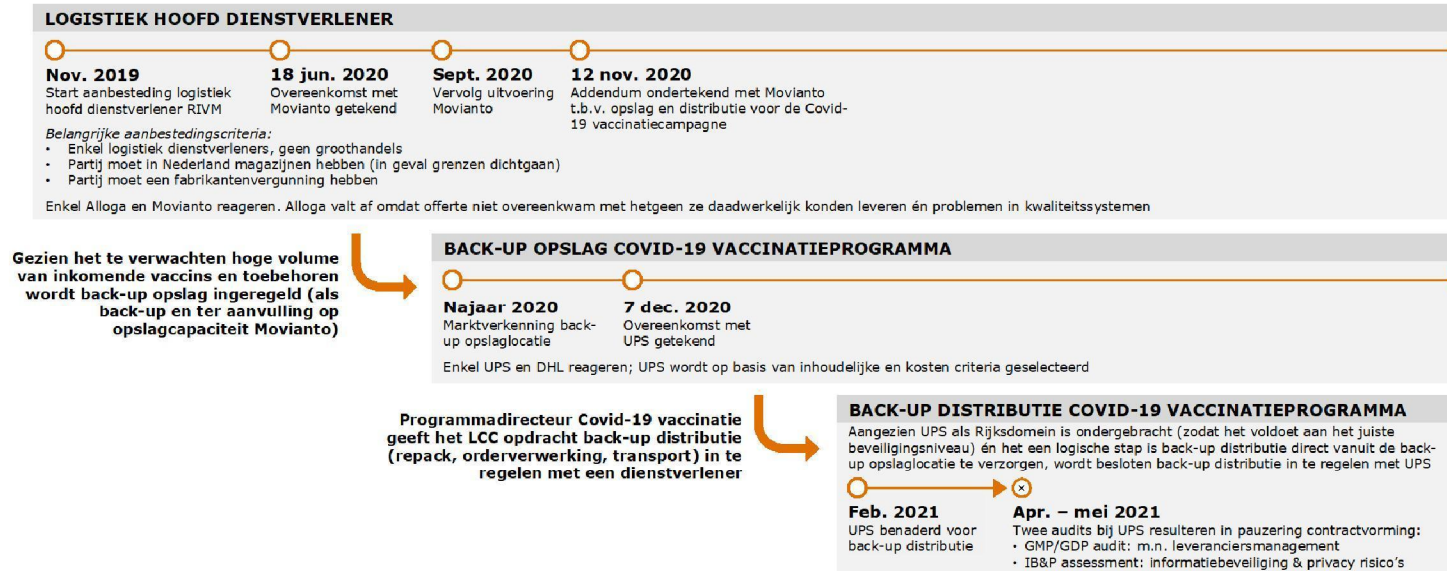 LOGISTIEK HOOFD DIENSTVERLENER
Nov. 2019
Start aanbesteding logistiek
hoofd dienstverlener RIVM
18 jun. 2020
Overeenkomst met
Movianto getekend
Sept. 2020
Vervolg uitvoering
Movianto
12 nov. 2020
Addendum ondertekend met Movianto
t.b.v. opslag en distributie voor de Covid-
19 vaccinatiecampagne
Belangrijke aanbestedingscriteria:
• Enkel logistiek dienstverleners, geen groothandels
• Partij moet in Nederland magazijnen hebben (in geval grenzen dichtgaan)
• Partij moet een fabrikantenvergunning hebben
Enkel Alloga en Movianto reageren. Alloga valt af omdat offerte niet overeenkwam met hetgeen ze daadwerkelijk konden leveren én problemen in kwaliteitssystemen
Gezien het te verwachten hoge volume
van inkomende vaccins en toebehoren
wordt back-up opslag ingeregeld (als
back-up en ter aanvulling op
opslagcapaciteit Movianto)
BACK-UP OPSLAG COVID-19 VACCINATIEPROGRAMMA
Najaar 2020
Marktverkenning back-
up opslaglocatie
7 dec. 2020
Overeenkomst met
UPS getekend
Enkel UPS en DHL reageren; UPS wordt op basis van inhoudelijke en kosten criteria geselecteerd
Programmadirecteur Covid-19 vaccinatie
geeft het LCC opdracht back-up distributie
(repack, orderverwerking, transport) in te
regelen met een dienstverlener
BACK-UP DISTRIBUTIE COVID-19 VACCINATIEPROGRAMMA
Aangezien UPS als Rijksdomein is ondergebracht (zodat het voldoet aan het juiste
beveiligingsniveau) én het een logische stap is back-up distributie direct vanuit de back-
up opslaglocatie te verzorgen, wordt besloten back-up distributie in te regelen met UPS
Feb. 2021
UPS benaderd voor
back-up distributie
Apr. – mei 2021
Twee audits bij UPS resulteren in pauzering contractvorming:
• GMP/GDP audit: m.n. leveranciersmanagement
• IB&P assessment: informatiebeveiliging & privacy risico's